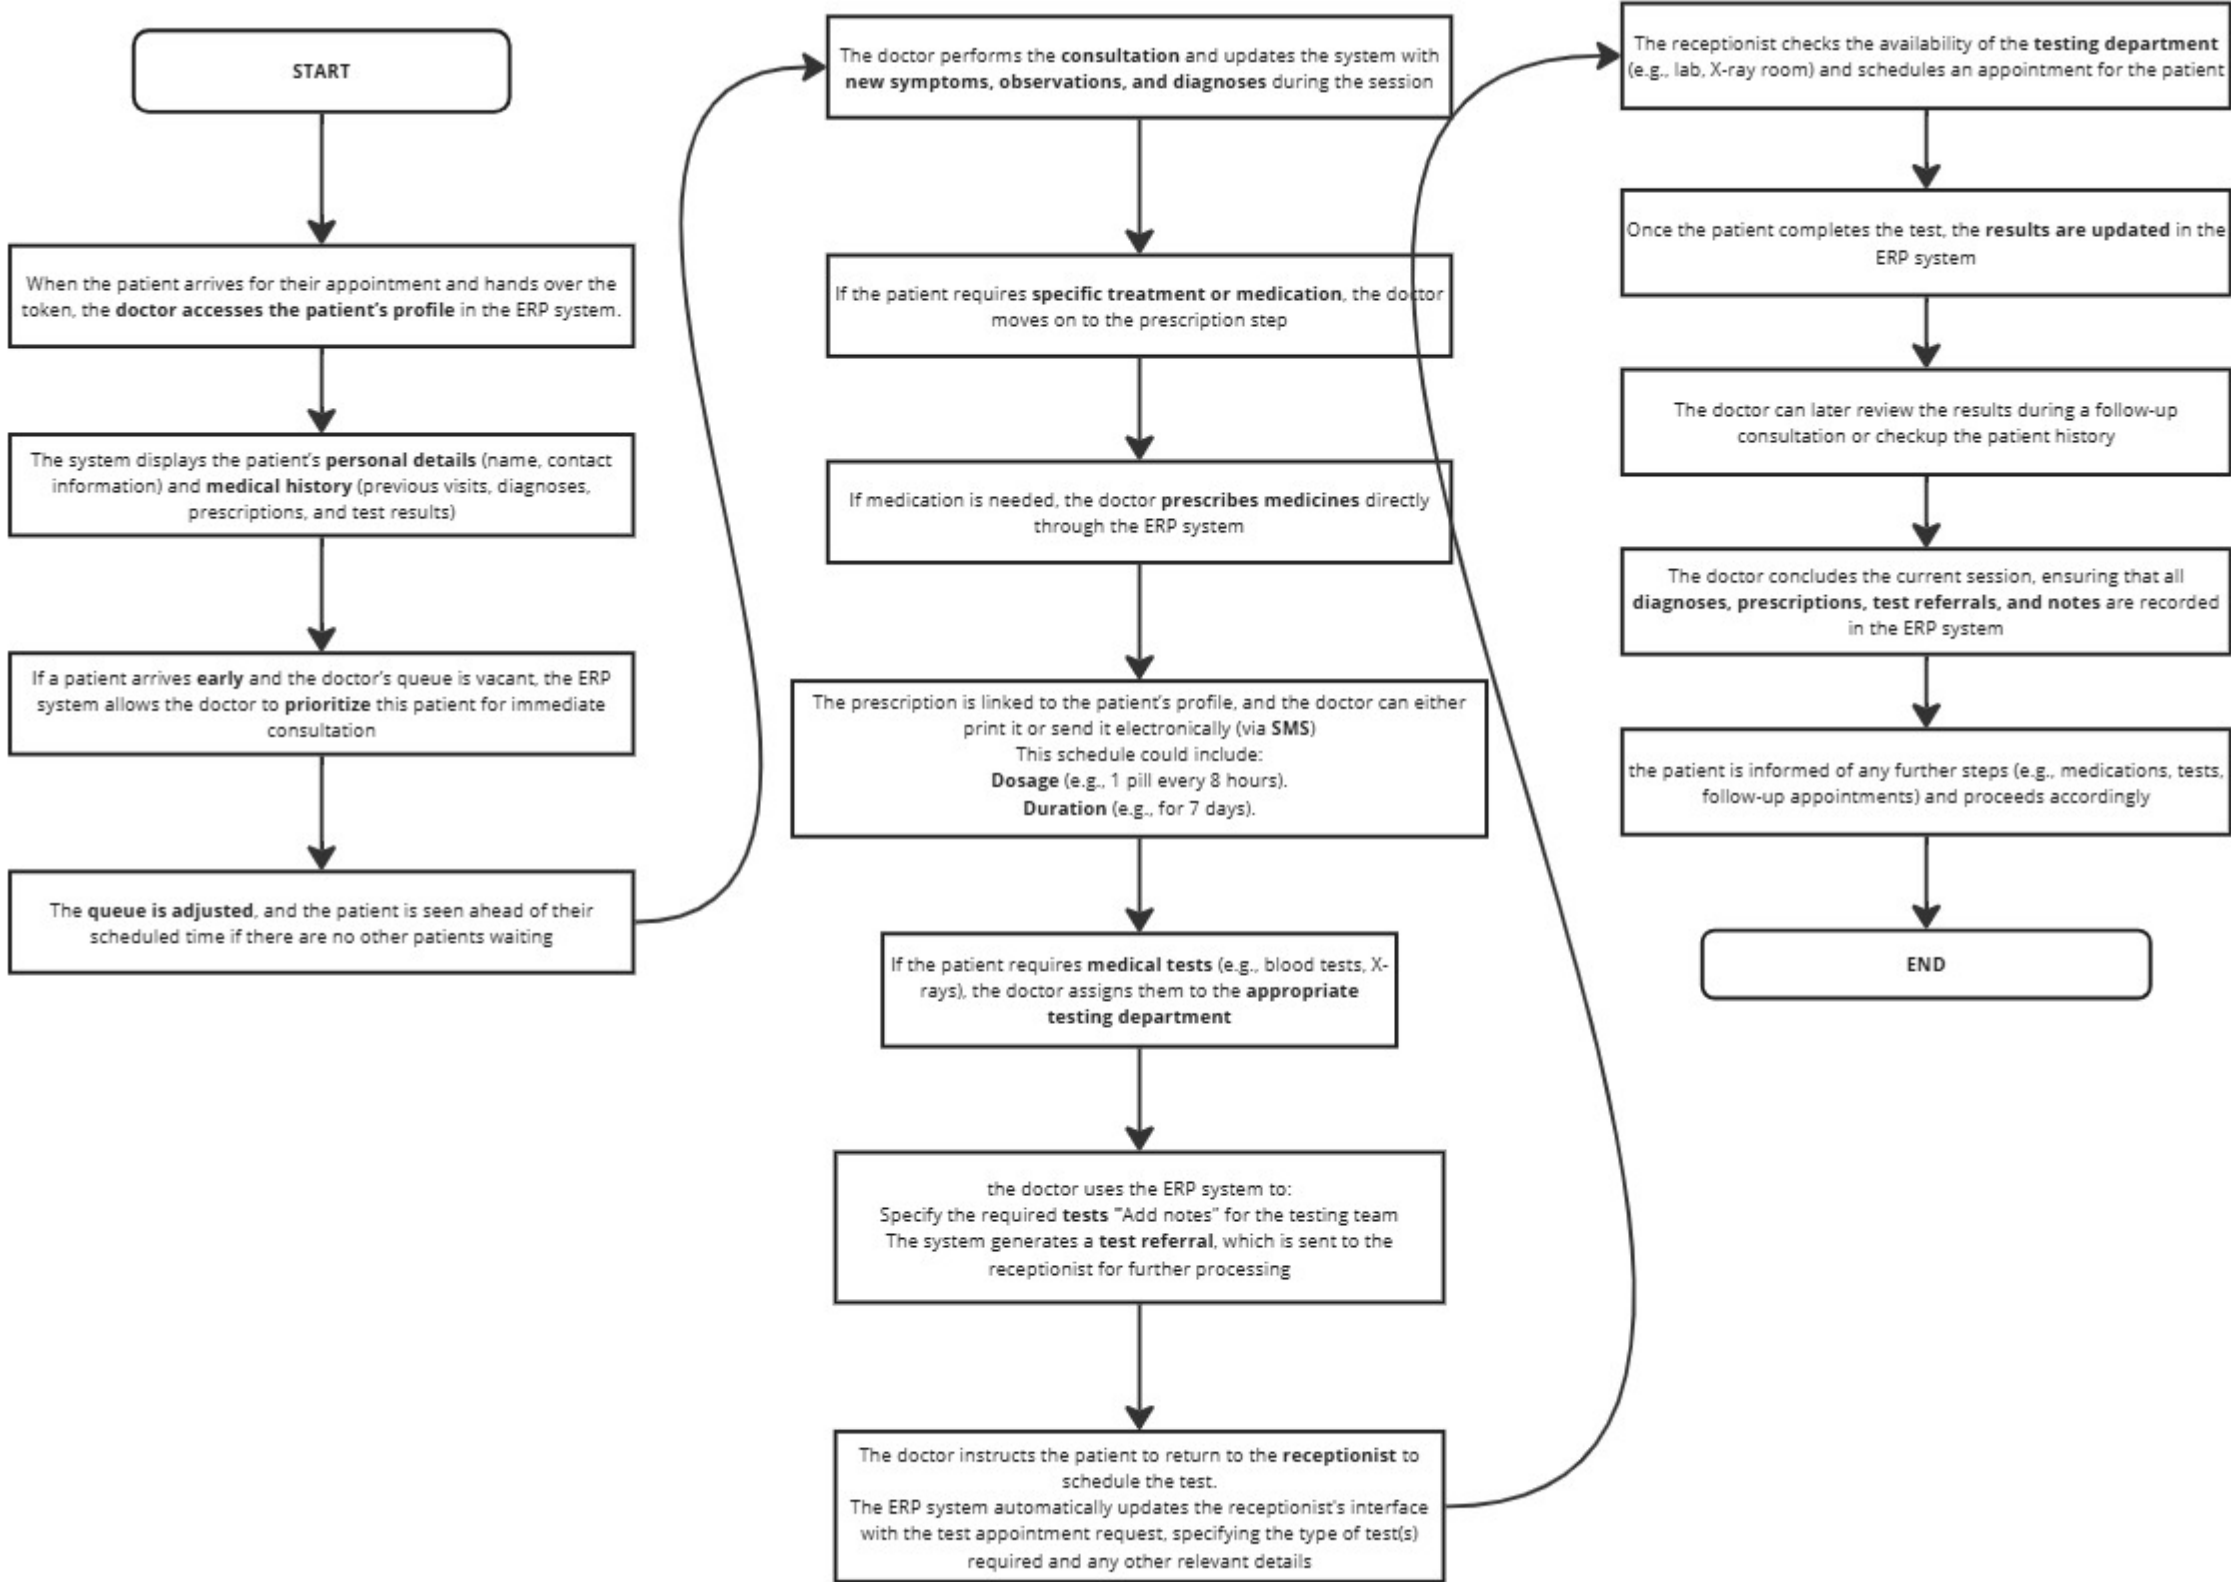 START
When the patient arrives for their appointment and hands over the
token, the doctor accesses the patient's profile in the ERP system.
The system displays the patient's personal details (name, contact
information) and medical history (previous visits, diagnoses,
prescriptions, and test results)
If a patient arrives early and the doctor's queue is vacant, the ERP
system allows the doctor to prioritize this patient for immediate
consultation
The queue is adjusted, and the patient is seen ahead of their
scheduled time if there are no other patients waiting
The doctor performs the consultation and updates the system with
new symptoms, observations, and diagnoses during the session
If the patient requires specific treatment or medication, the doctor
moves on to the prescription step
If medication is needed, the doctor prescribes medicines directly
through the ERP system
The prescription is linked to the patient's profile, and the doctor can either
print it or send it electronically (via SMS)
This schedule could include:
Dosage (e.g., 1 pill every 8 hours).
Duration (e.g., for 7 days).
If the patient requires medical tests (e.g., blood tests, X-
rays), the doctor assigns them to the appropriate
testing department
the doctor uses the ERP system to:
Specify the required tests "Add notes" for the testing team
The system generates a test referral, which is sent to the
receptionist for further processing
The doctor instructs the patient to return to the receptionist to
schedule the test.
The ERP system automatically updates the receptionist's interface
with the test appointment request, specifying the type of test(s)
required and any other relevant details
The receptionist checks the availability of the testing department
(e.g., lab, X-ray room) and schedules an appointment for the patient
Once the patient completes the test, the results are updated in the
ERP system
The doctor can later review the results during a follow-up
consultation or checkup the patient history
The doctor concludes the current session, ensuring that all
diagnoses, prescriptions, test referrals, and notes are recorded
in the ERP system
the patient is informed of any further steps (e.g., medications, tests,
follow-up appointments) and proceeds accordingly
END